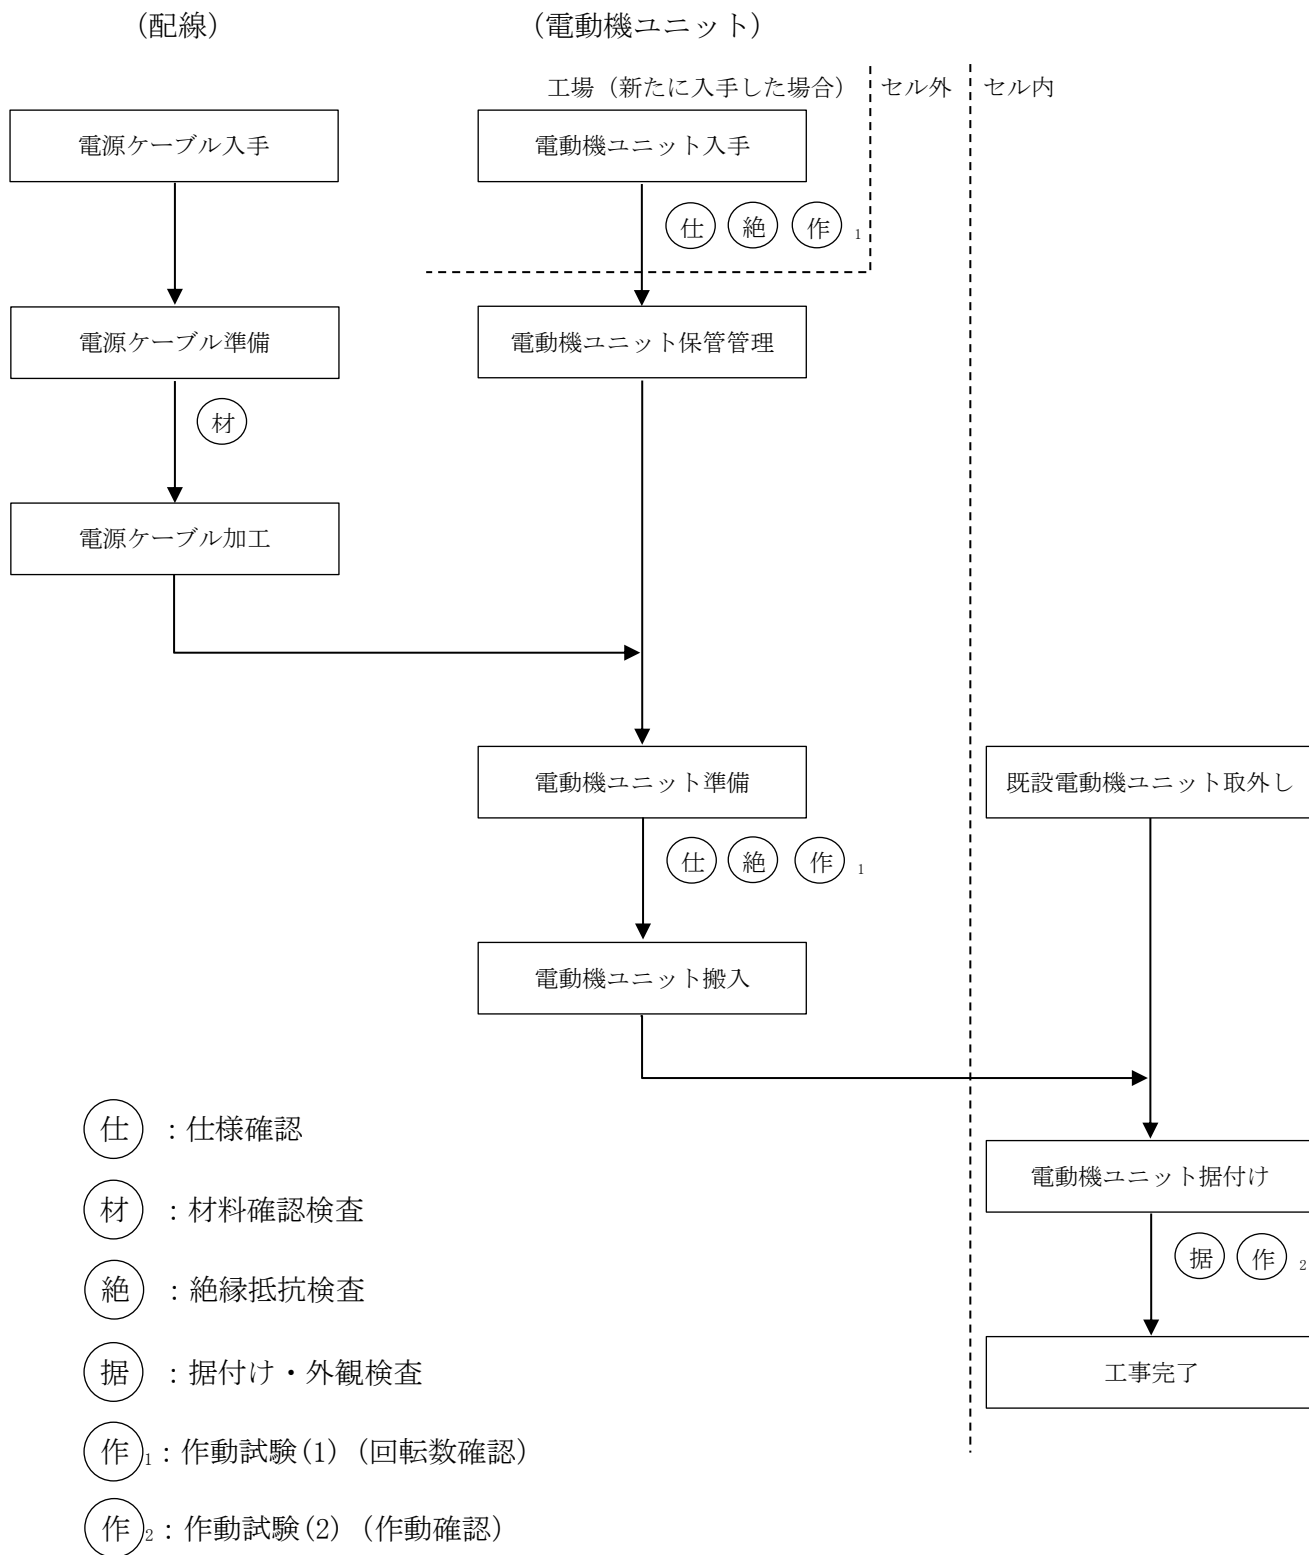 (配線)
(電動機ユニット)
工場（新たに入手した場合）
セル外
セル内
電源ケーブル入手
電動機ユニット入手
仕 絶 作1
電源ケーブル準備
電動機ユニット保管管理
材
電源ケーブル加工
電動機ユニット準備
既設電動機ユニット取外し
仕 絶 作1
電動機ユニット搬入
電動機ユニット据付け
据 作2
工事完了
仕：仕様確認
材：材料確認検査
絶：絶縁抵抗検査
据：据付け・外観検査
作1：作動試験(1)（回転数確認）
作2：作動試験(2)（作動確認）